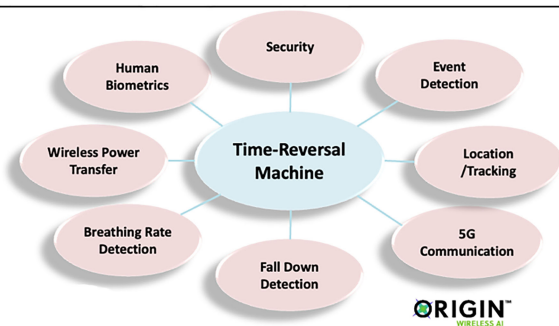 Security
Human
Biometrics
Event
Detection
Wireless Power
Transfer
Time-Reversal
Machine
Location
/Tracking
Breathing Rate
Detection
5G
Communication
Fall Down
Detection
ORIGIN™
WIRELESS AI